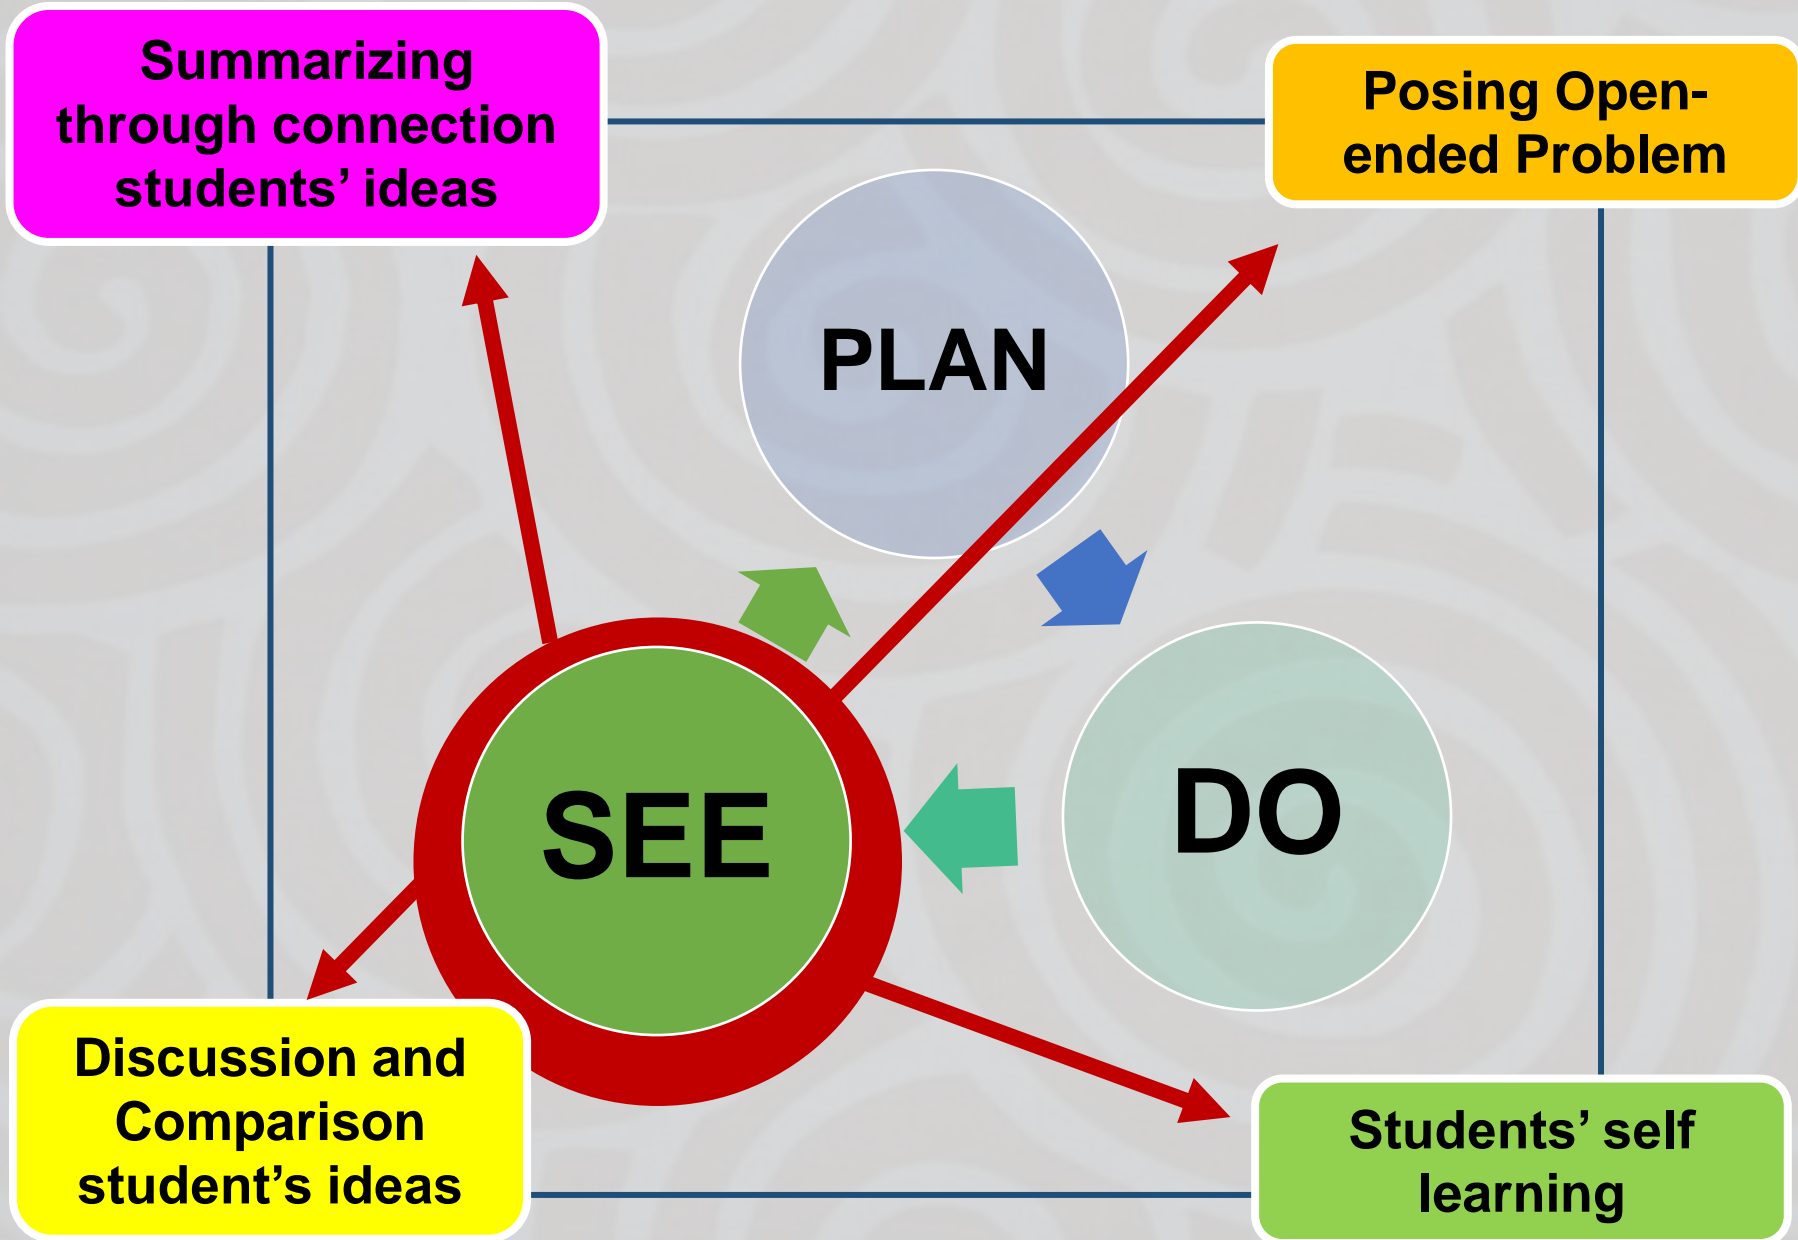 Summarizing
through connection
students’ ideas
Posing Open-
ended Problem
PLAN
SEE
DO
Discussion and
Comparison
student’s ideas
Students’ self
learning